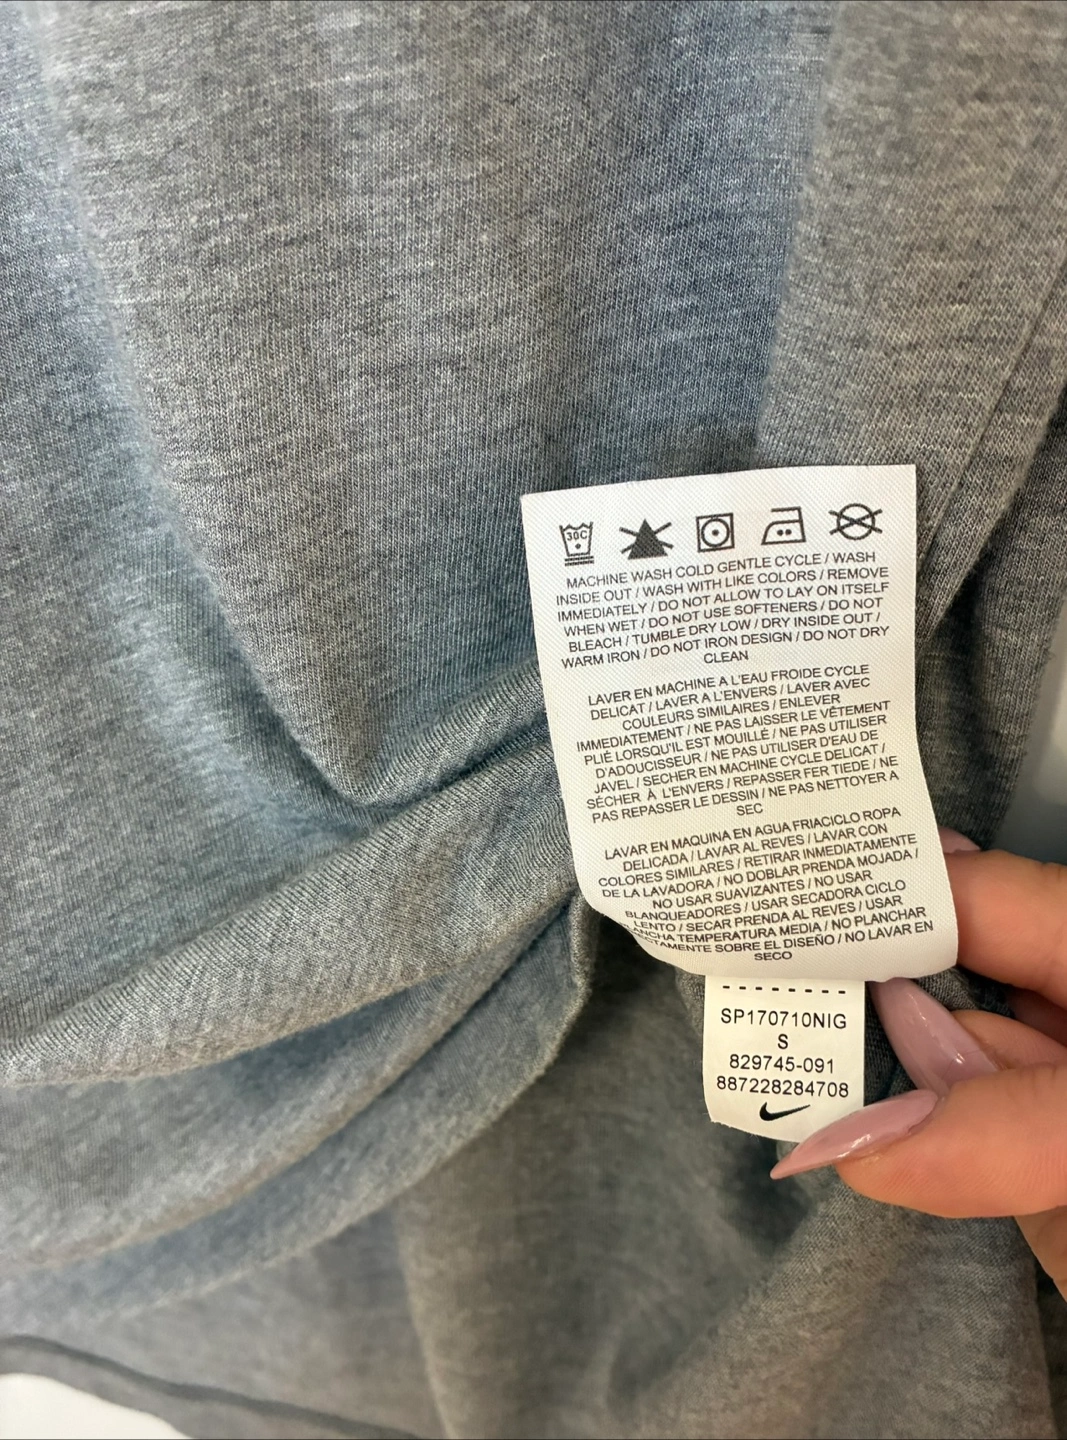 30C
MACHINE WASH COLD GENTLE CYCLE / WASH
INSIDE OUT / WASH WITH LIKE COLORS / REMOVE
IMMEDIATELY / DO NOT ALLOW TO LAY ON ITSELF
WHEN WET / DO NOT USE SOFTENERS / DO NOT
BLEACH / TUMBLE DRY LOW / DRY INSIDE OUT /
WARM IRON / DO NOT IRON DESIGN / DO NOT DRY
CLEAN
LAVER EN MACHINE A L'EAU FROIDE CYCLE
DELICAT / LAVER A L'ENVERS / LAVER AVEC
COULEURS SIMILAIRES / ENLEVER
IMMEDIATEMENT / NE PAS LAISSER LE VÊTEMENT
PLIÉ LORSQU'IL EST MOUILLÉ / NE PAS UTILISER
D'ADOUCISSEUR / NE PAS UTILISER D'EAU DE
JAVEL / SECHER EN MACHINE CYCLE DELICAT /
SÉCHER À L'ENVERS / REPASSER FER TIEDE / NE
PAS REPASSER LE DESSIN / NE PAS NETTOYER A
SEC
LAVAR EN MAQUINA EN AGUA FRIACICLO ROPA
DELICADA / LAVAR AL REVES / LAVAR CON
COLORES SIMILARES / RETIRAR INMEDIATAMENTE
DE LA LAVADORA / NO DOBLAR PRENDA MOJADA /
NO USAR SUAVIZANTES / NO USAR
BLANQUEADORES / USAR SECADORA CICLO
LENTO / SECAR PRENDA AL REVES / USAR
TEMPERATURA MEDIA / NO PLANCHAR
SOBRE EL DISEÑO / NO LAVAR EN
SECO
- - - - - - - -
SP170710NIG
S
829745-091
887228284708